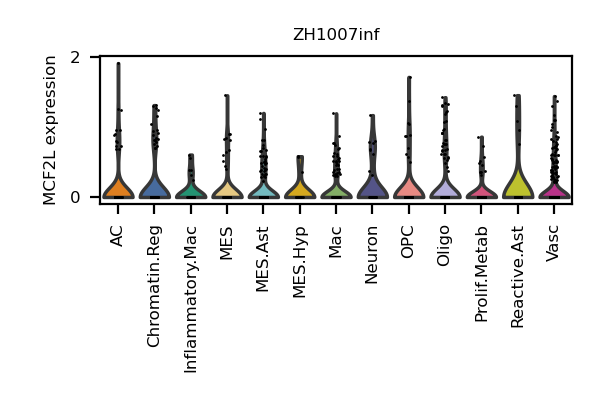 ZH1007inf
MCF2L expression
2
0
AC
Chromatin.Reg
Inflammatory.Mac
MES
MES.Ast
MES.Hyp
Mac
Neuron
OPC
Oligo
Prolif.Metab
Reactive.Ast
Vasc